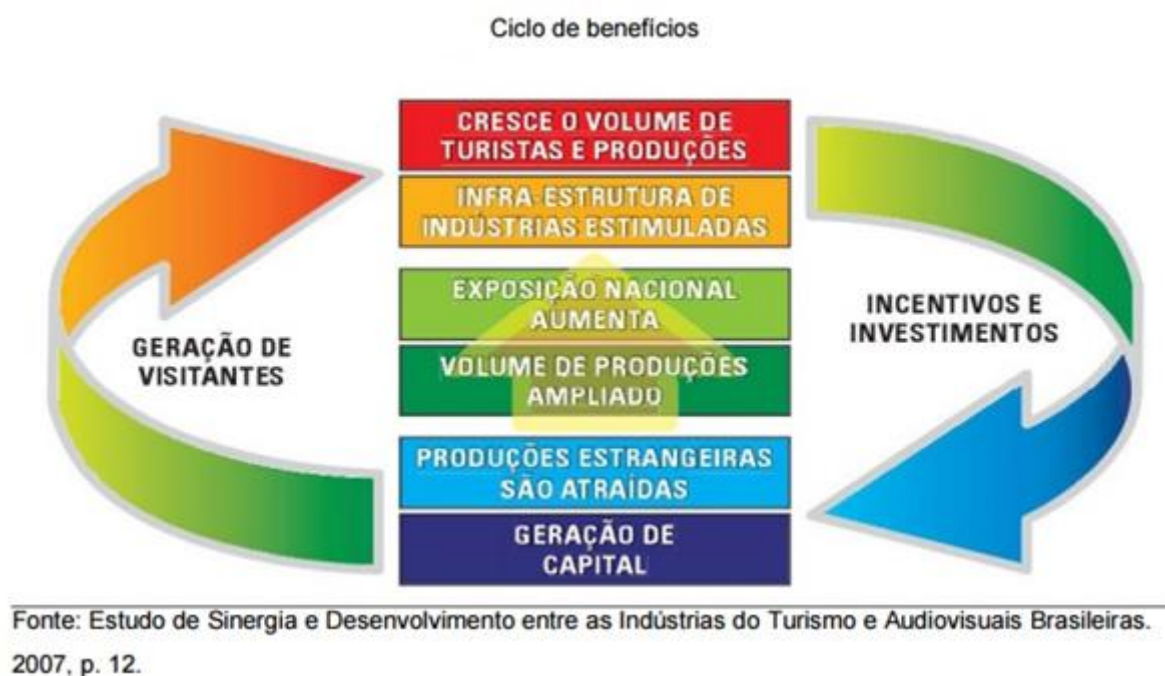 Ciclo de benefícios
CRESCE O VOLUME DE
TURISTAS E PRODUÇÕES
INFRA-ESTRUTURA DE
INDÚSTRIAS ESTIMULADAS
EXPOSIÇÃO NACIONAL
AUMENTA
VOLUME DE PRODUÇÕES
AMPLIADO
PRODUÇÕES ESTRANGEIRAS
SÃO ATRAÍDAS
GERAÇÃO DE
CAPITAL
GERAÇÃO DE
VISITANTES
INCENTIVOS E
INVESTIMENTOS
Fonte: Estudo de Sinergia e Desenvolvimento entre as Indústrias do Turismo e Audiovisuais Brasileiras.
2007, p. 12.